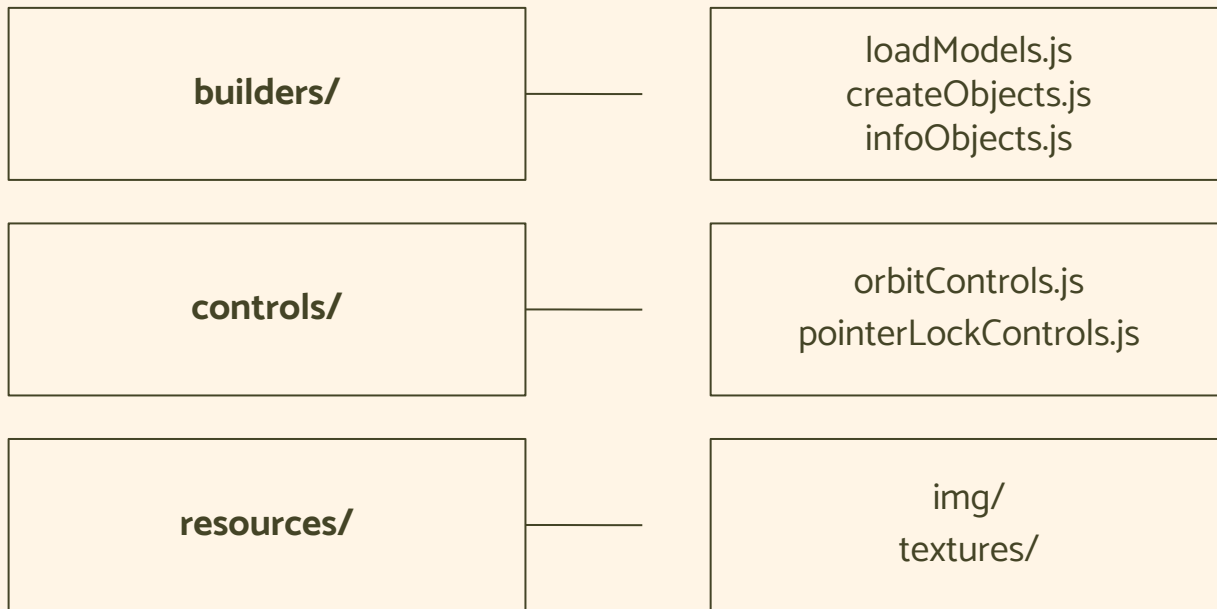 builders/
loadModels.js
createObjects.js
infoObjects.js
controls/
orbitControls.js
pointerLockControls.js
resources/
img/
textures/